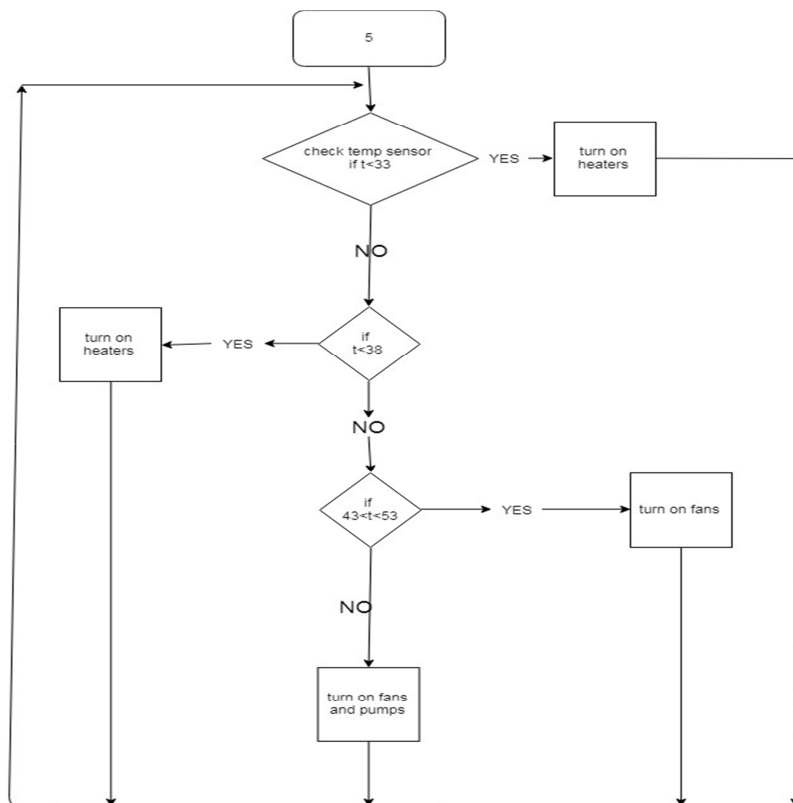 5
check temp sensor
if t<33
YES
turn on
heaters
NO
turn on
heaters
YES
if
t<38
NO
if
43<t<53
YES
turn on fans
NO
turn on fans
and pumps